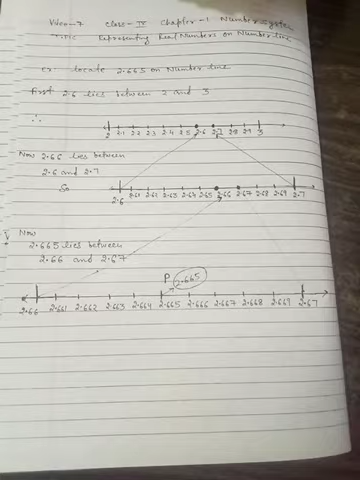 Video-7 Class-IX Chapter-1 Number System
Topic Representing Real Numbers on Number line
ex: locate 2.665 on Number line
First 2.6 lies between 2 and 3
∴
2 2.1 2.2 2.3 2.4 2.5 2.6 2.7 2.8 2.9 3
Now 2.66 lies between
2.6 and 2.7
So
2.6 2.61 2.62 2.63 2.64 2.65 2.66 2.67 2.68 2.69 2.7
Now
2.665 lies between
2.66 and 2.67
P 2.665
2.66 2.661 2.662 2.663 2.664 2.665 2.666 2.667 2.668 2.669 2.67